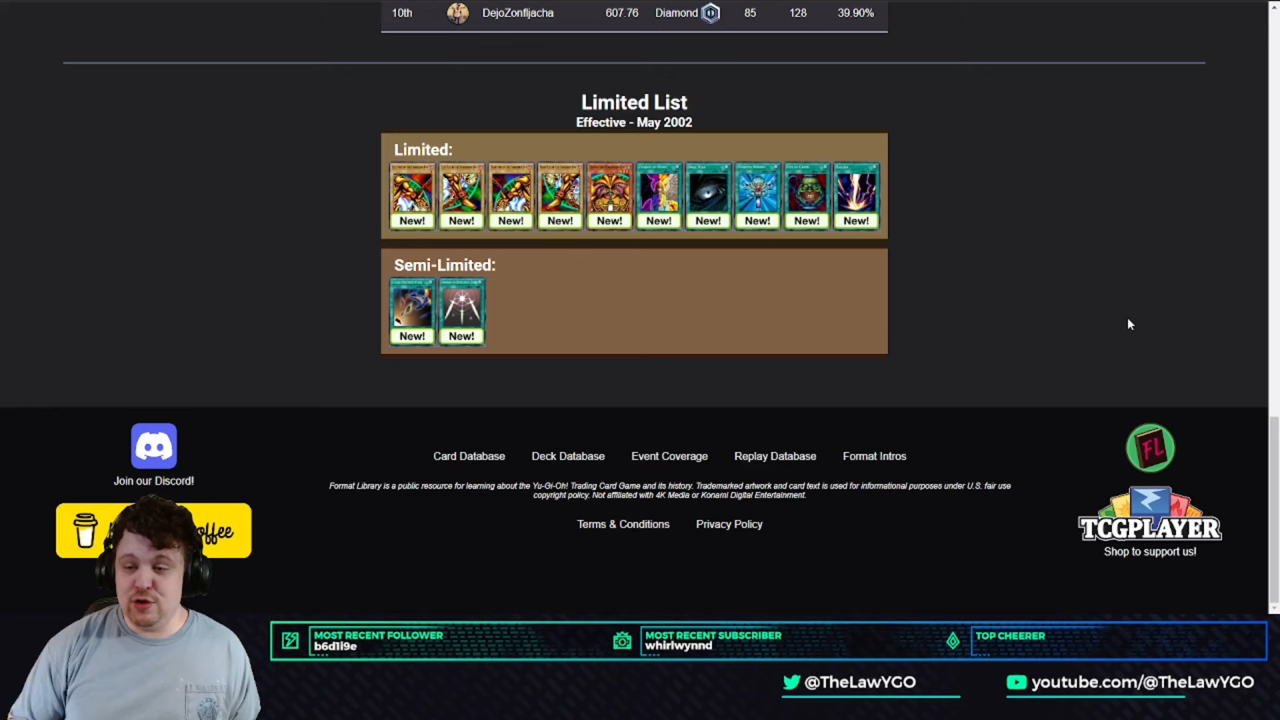 10th DejoZonfljacha 607.76 Diamond 85 128 39.90%
Limited List
Effective - May 2002
Limited:
New! New! New! New! New! New! New! New! New! New!
Semi-Limited:
New! New!
Join our Discord!
Card Database Deck Database Event Coverage Replay Database Format Intros
Format Library is a public resource for learning about the Yu-Gi-Oh! Trading Card Game and its history. Trademarked artwork and card text is used for informational purposes under U.S. fair use
copyright policy. Not affiliated with 4K Media or Konami Digital Entertainment.
Terms & Conditions Privacy Policy
FL
TCGPLAYER
Shop to support us!
MOST RECENT FOLLOWER
b6d1l9e
MOST RECENT SUBSCRIBER
whirlwynnd
TOP CHEERER
@TheLawYGO
youtube.com/@TheLawYGO